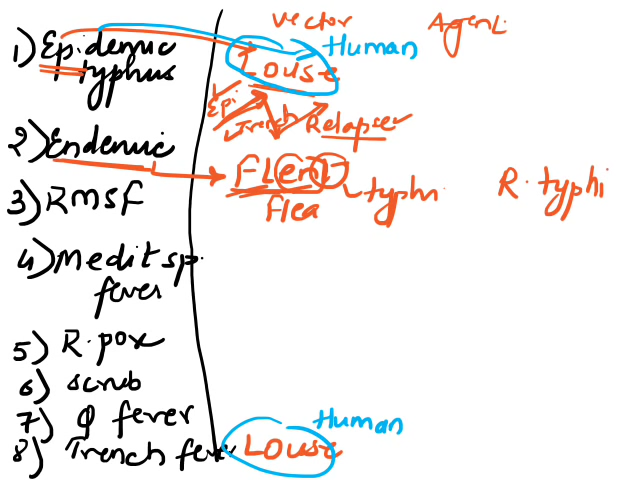 Vector Agent
1) Epidemic Louse Human
typhus
Epi Trench Relapse
2) Endemic FLEnT
flea typhi R. typhi
3) RMSF
4) Medit sp.
fever
5) R. pox
6) scrub
7) Q fever Human
8) Trench fever Louse